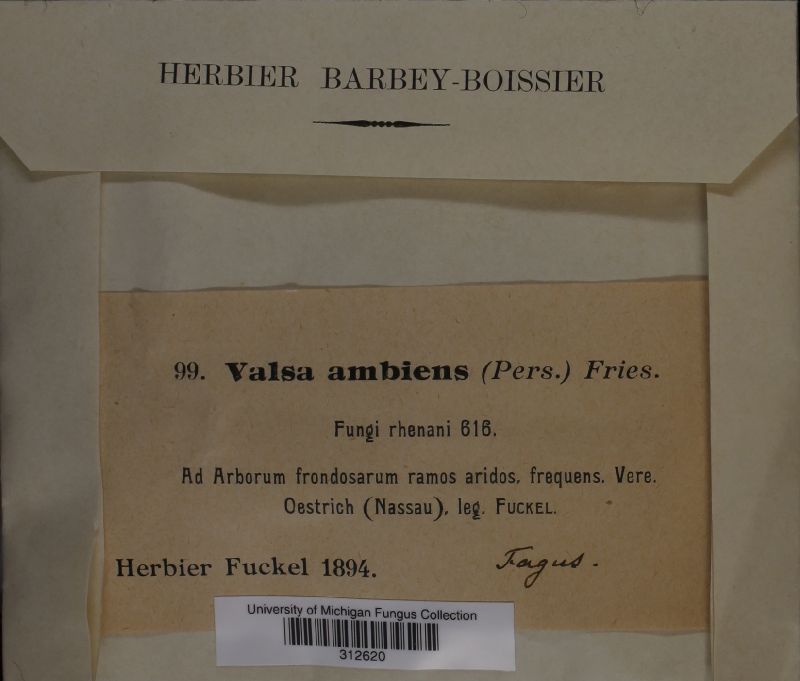 HERBIER BARBEY-BOISSIER
99. Valsa ambiens (Pers.) Fries.
Fungi rhenani 616.
Ad Arborum frondosarum ramos aridos, frequens. Vere.
Oestrich (Nassau), leg. FUCKEL.
Herbier Fuckel 1894.
Fagus.
University of Michigan Fungus Collection
312620